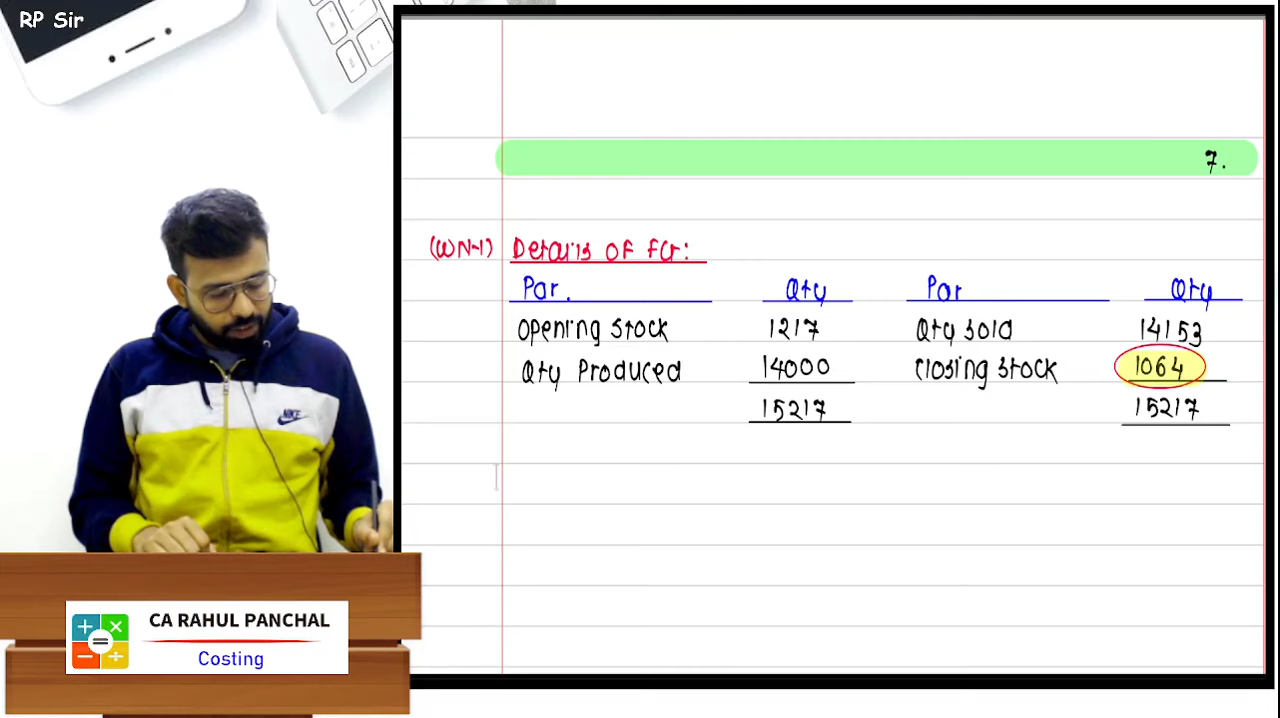 RP Sir
7.
(WN-1) Details of FG:
Par. Qty Par Qty
Opening Stock 1217 Qty Sold 14153
Qty Produced 14000 Closing Stock 1064
15217 15217
NIKE
CA RAHUL PANCHAL
Costing